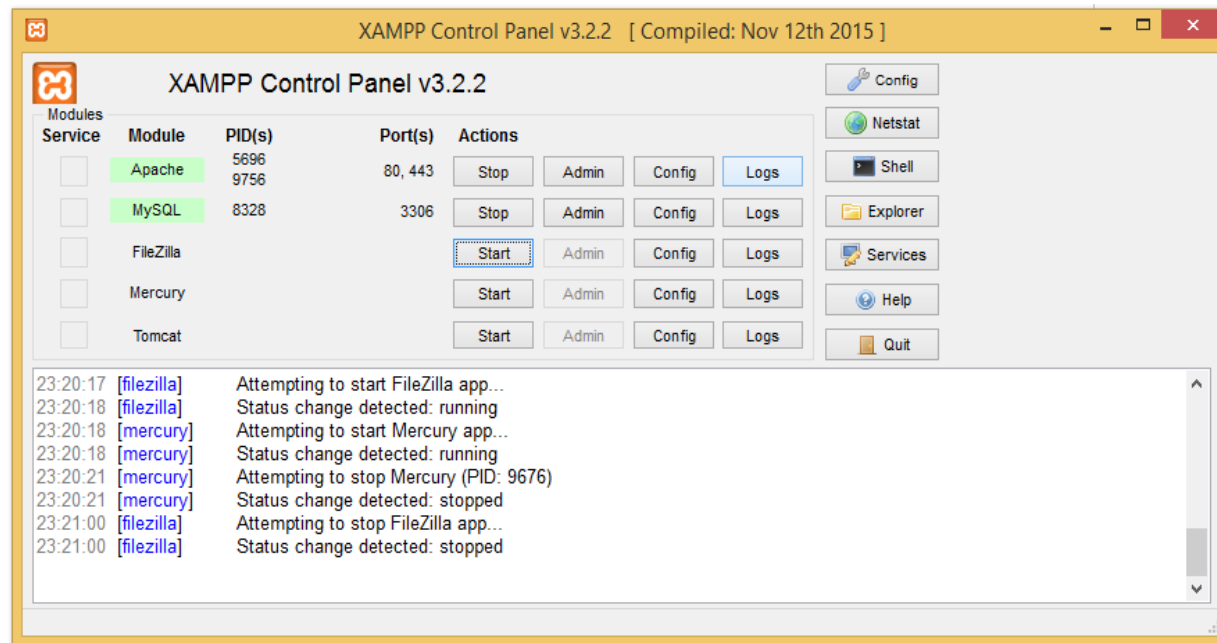 XAMPP Control Panel v3.2.2 [ Compiled: Nov 12th 2015 ]
XAMPP Control Panel v3.2.2
Config
Modules
Service Module PID(s) Port(s) Actions
Netstat
Apache 5696 9756 80, 443 Stop Admin Config Logs
Shell
MySQL 8328 3306 Stop Admin Config Logs
Explorer
FileZilla Start Admin Config Logs
Services
Mercury Start Admin Config Logs
Help
Tomcat Start Admin Config Logs
Quit
23:20:17 [filezilla] Attempting to start FileZilla app...
23:20:18 [filezilla] Status change detected: running
23:20:18 [mercury] Attempting to start Mercury app...
23:20:18 [mercury] Status change detected: running
23:20:21 [mercury] Attempting to stop Mercury (PID: 9676)
23:20:21 [mercury] Status change detected: stopped
23:21:00 [filezilla] Attempting to stop FileZilla app...
23:21:00 [filezilla] Status change detected: stopped